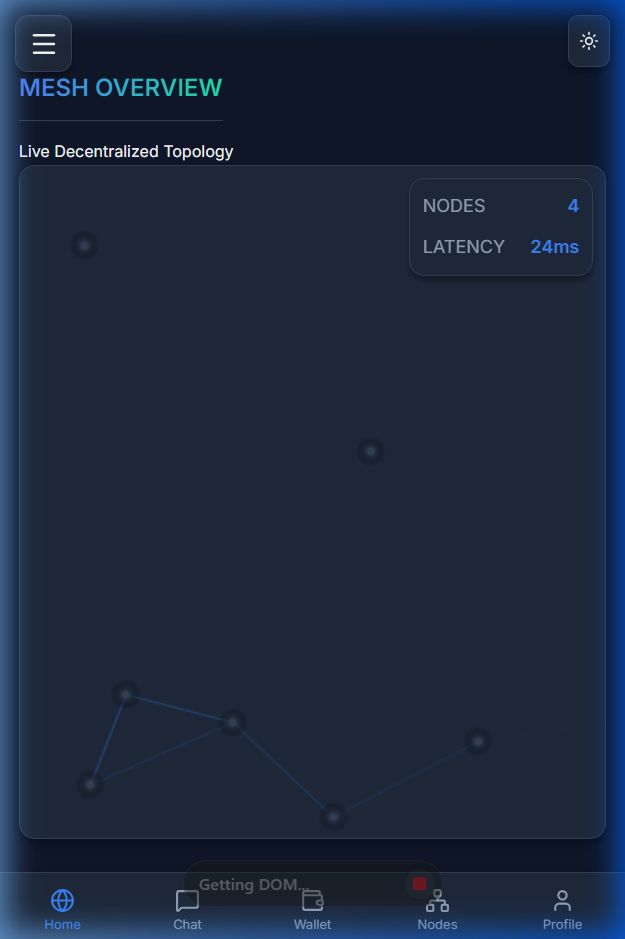 MESH OVERVIEW
Live Decentralized Topology
NODES 4
LATENCY 24ms
Getting DOM...
Home Chat Wallet Nodes Profile